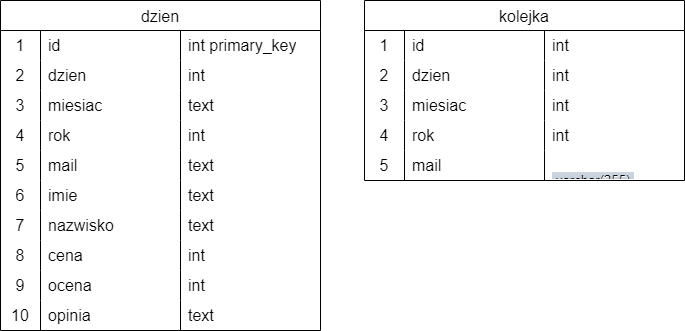 dzien
1 id int primary_key
2 dzien int
3 miesiac text
4 rok int
5 mail text
6 imie text
7 nazwisko text
8 cena int
9 ocena int
10 opinia text
kolejka
1 id int
2 dzien int
3 miesiac int
4 rok int
5 mail varchar(255)